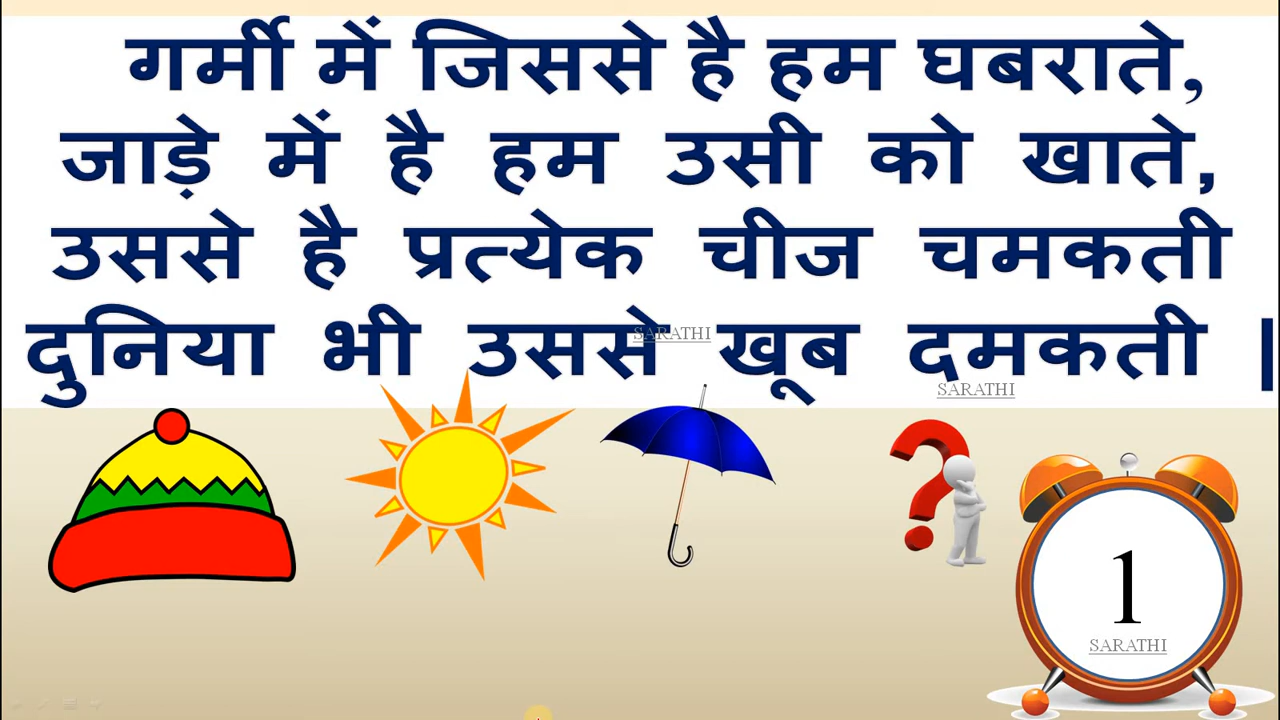 गर्मी में जिससे है हम घबराते,
जाड़े में है हम उसी को खाते,
उससे है प्रत्येक चीज चमकती
दुनिया भी उससे खूब दमकती |
SARATHI
SARATHI
1
SARATHI